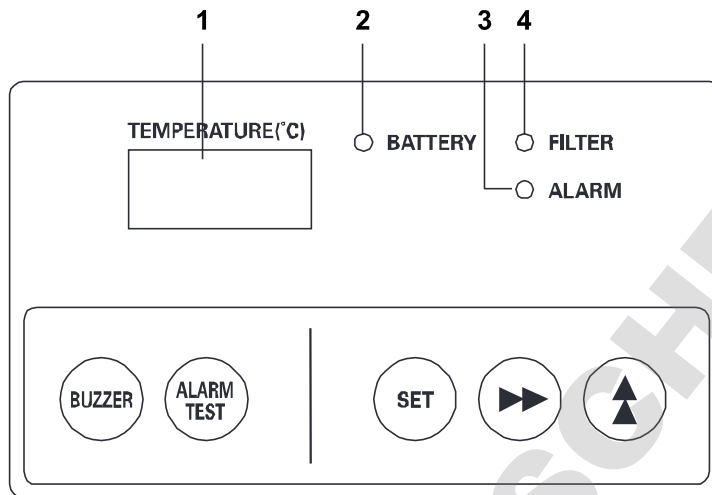 1 2 3 4
TEMPERATURE(°C)
BATTERY
FILTER
ALARM
BUZZER
ALARM
TEST
SET